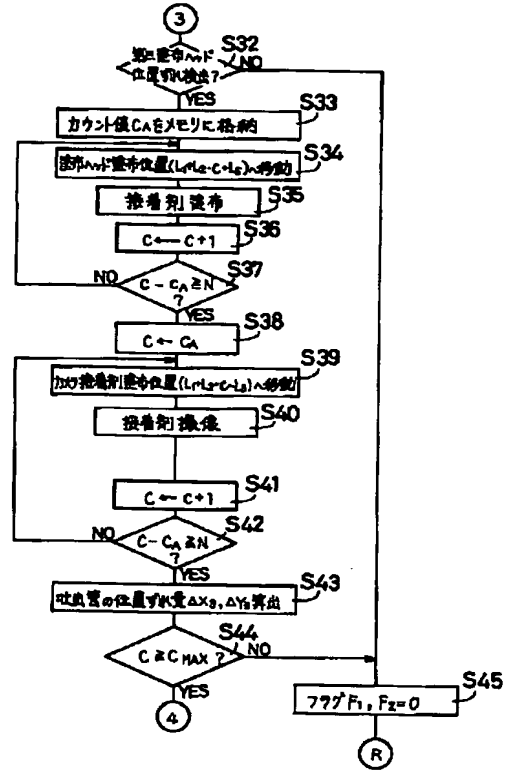 3
S32
第三塗布ヘッド
位置ずれ検出?
NO
YES
S33
カウント値CAをメモリに格納
S34
塗布ヘッド塗布位置(L1+L2·C+L5)へ移動
S35
接着剤塗布
S36
C ← C+1
S37
NO
C - CA ≧ N
?
YES
S38
C ← CA
S39
カメラ接着剤塗布位置へ移動
S40
接着剤撮像
S41
C ← C+1
S42
NO
C - CA ≧ N
?
YES
S43
吐出管の位置ずれ量ΔX3, ΔY3算出
S44
C ≧ CMAX ?
NO
YES
S45
フラグF1, F2=0
4
R